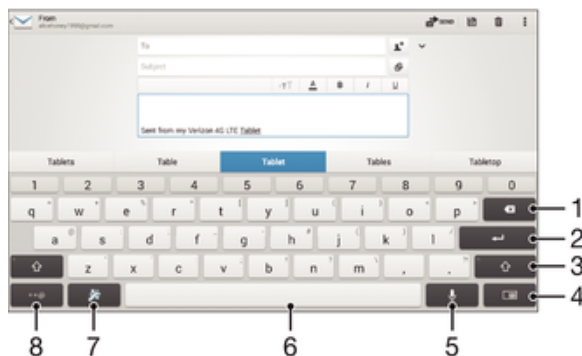 From
SEND
To
Subject
A B I U
Sent from my Verizon 4G LTE Tablet
Tablets Table Tablet Tables Tabletop
1 2 3 4 5 6 7 8 9 0
q w e r t y u i o p
a s d f g h j k l
z x c v b n m , .
1
2
3
4
5
6
7
8